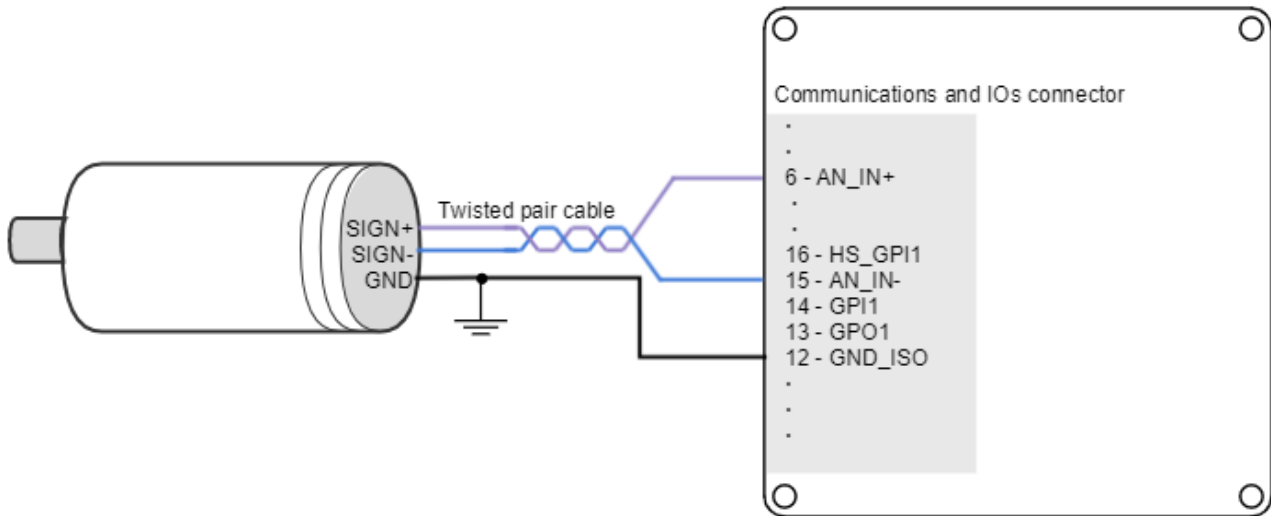 Communications and IOs connector
.
.
6 - AN_IN+
.
.
16 - HS_GPI1
15 - AN_IN-
14 - GPI1
13 - GPO1
12 - GND_ISO
.
.
.
Twisted pair cable
SIGN+
SIGN-
GND